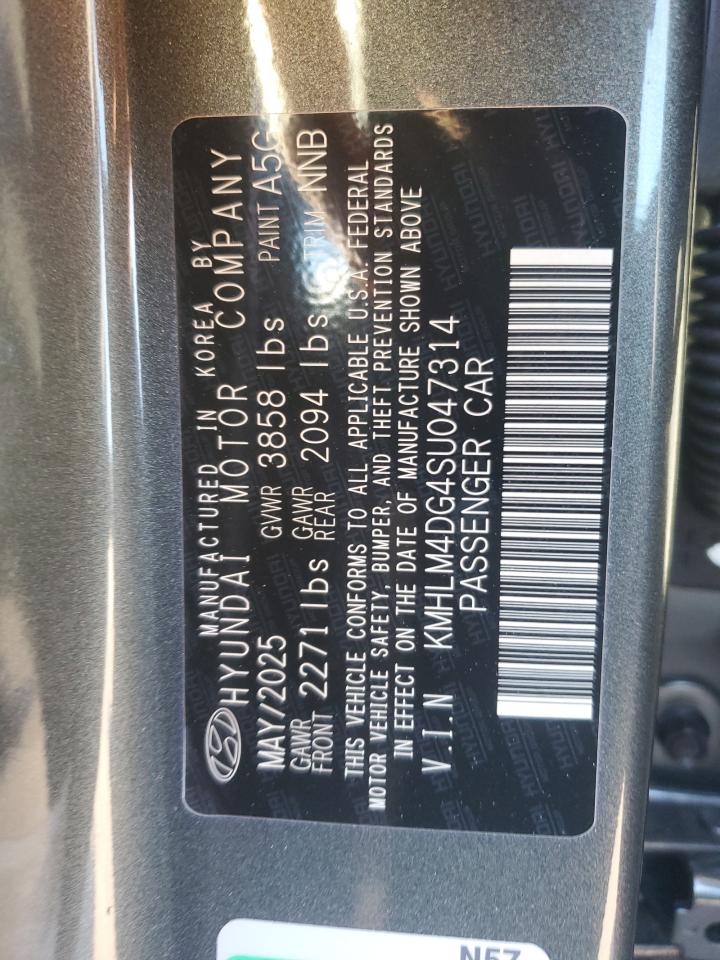 MANUFACTURED IN KOREA BY
HYUNDAI MOTOR COMPANY
MAY/2025 GVWR 3858 lbs PAINT A5G
GAWR FRONT 2271 lbs GAWR REAR 2094 lbs TRIM NNB
THIS VEHICLE CONFORMS TO ALL APPLICABLE U.S.A. FEDERAL
MOTOR VEHICLE SAFETY, BUMPER, AND THEFT PREVENTION STANDARDS
IN EFFECT ON THE DATE OF MANUFACTURE SHOWN ABOVE
V.I.N KMHLM4DG4SU047314
PASSENGER CAR